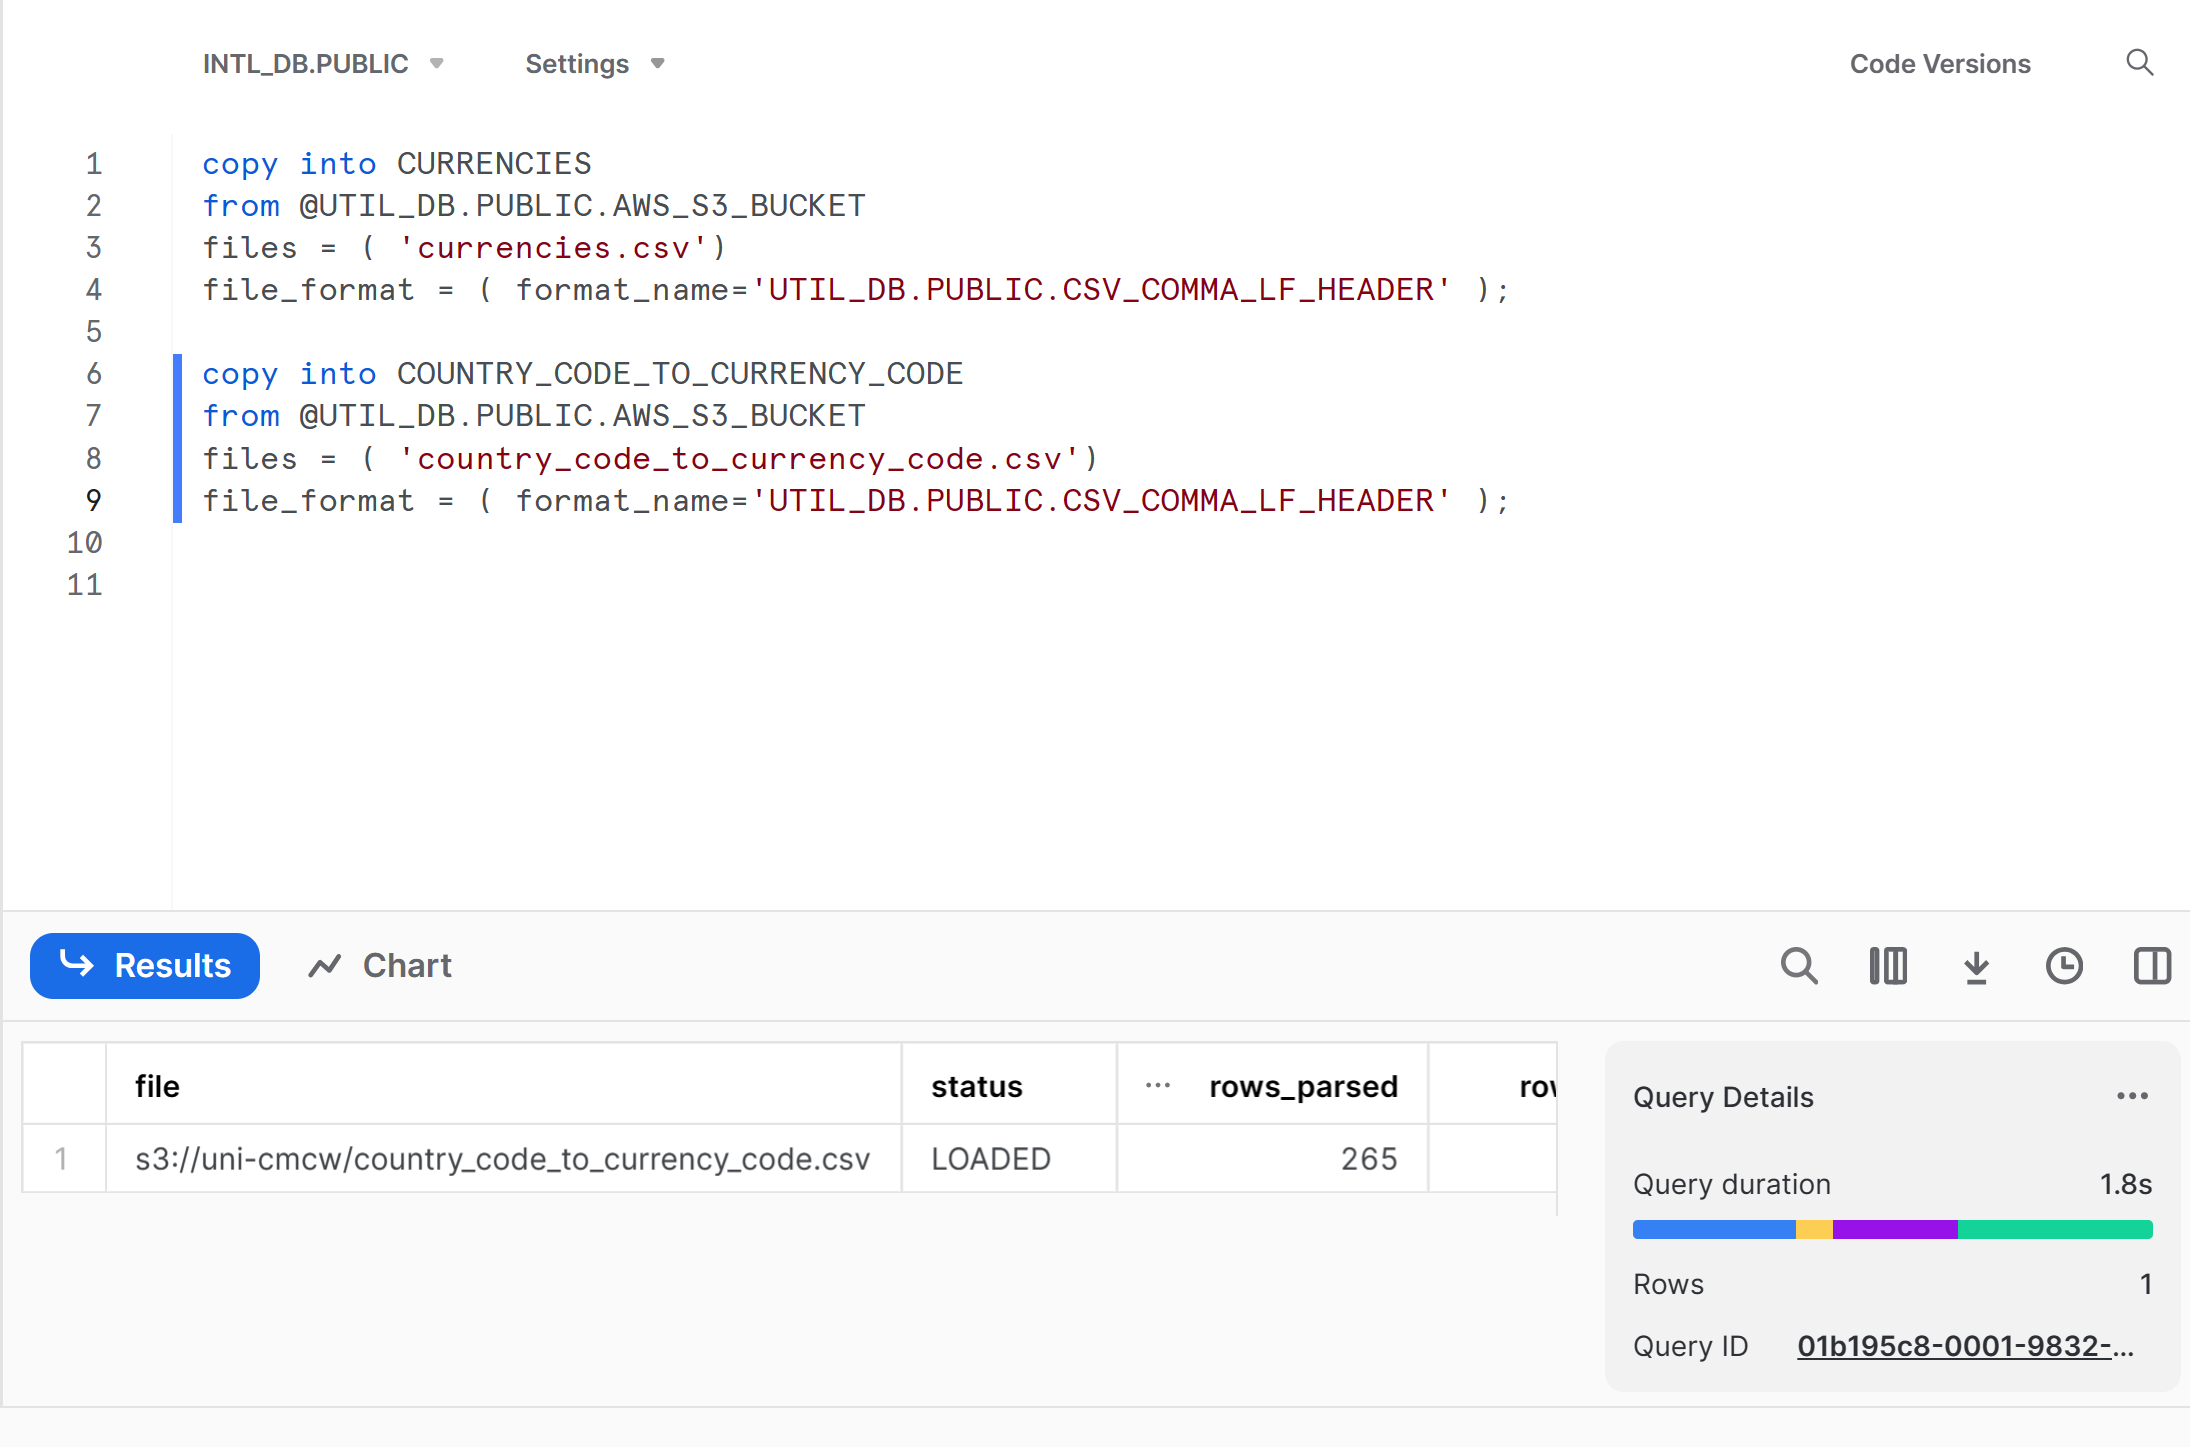 INTL_DB.PUBLIC Settings Code Versions
1 copy into CURRENCIES
2 from @UTIL_DB.PUBLIC.AWS_S3_BUCKET
3 files = ( 'currencies.csv')
4 file_format = ( format_name='UTIL_DB.PUBLIC.CSV_COMMA_LF_HEADER' );
5
6 copy into COUNTRY_CODE_TO_CURRENCY_CODE
7 from @UTIL_DB.PUBLIC.AWS_S3_BUCKET
8 files = ( 'country_code_to_currency_code.csv')
9 file_format = ( format_name='UTIL_DB.PUBLIC.CSV_COMMA_LF_HEADER' );
10
11
Results Chart
file status ... rows_parsed
1 s3://uni-cmcw/country_code_to_currency_code.csv LOADED 265
Query Details ...
Query duration 1.8s
Rows 1
Query ID 01b195c8-0001-9832-...